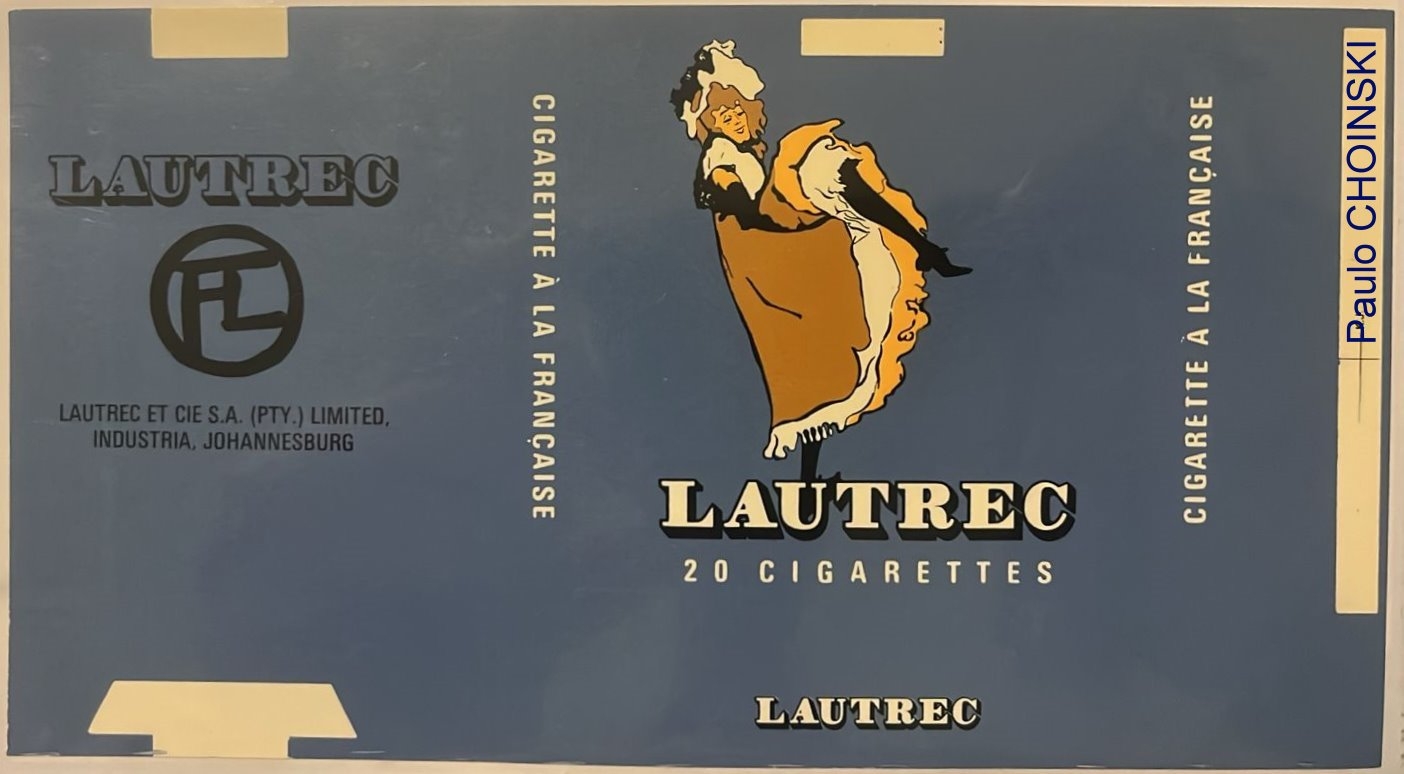 LAUTREC
FLC
LAUTREC ET CIE S.A. (PTY.) LIMITED,
INDUSTRIA, JOHANNESBURG
CIGARETTE À LA FRANÇAISE
LAUTREC
20 CIGARETTES
LAUTREC
CIGARETTE À LA FRANÇAISE
Paulo CHOINSKI